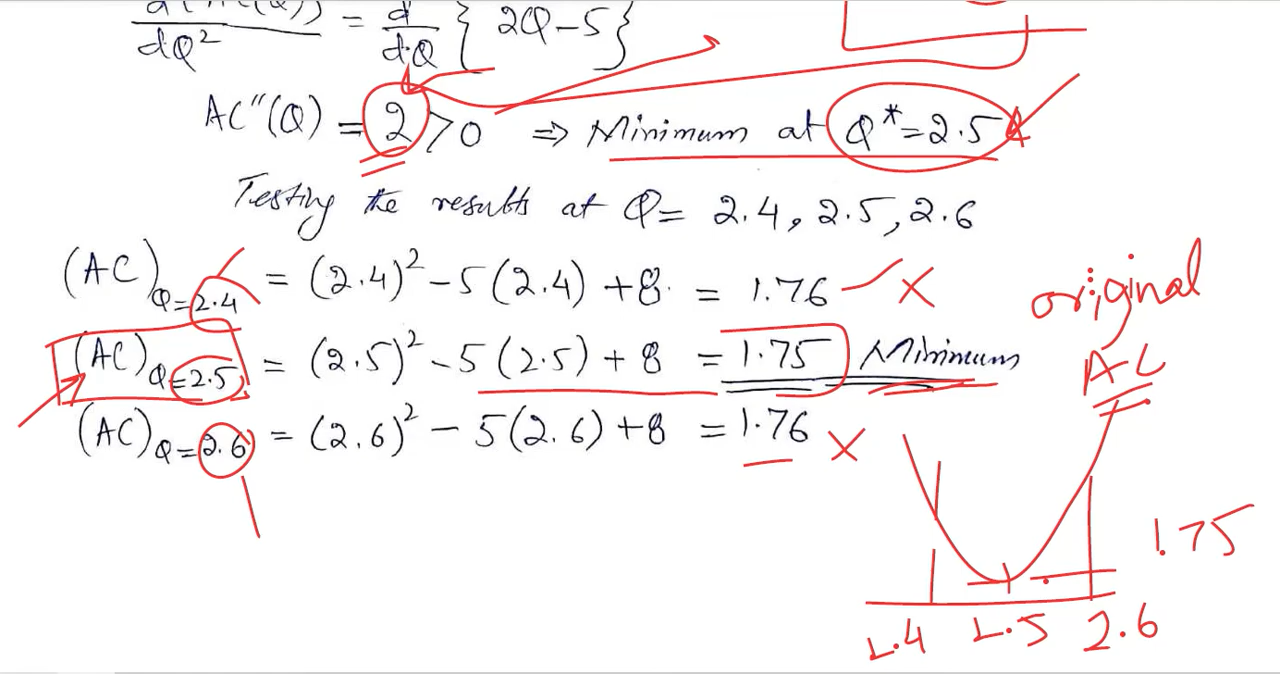 d²(AC(Q))/dQ² = d/dQ { 2Q-5}
AC''(Q) = 2 >0 ⇒ Minimum at Q*=2.5
Testing the results at Q= 2.4, 2.5, 2.6
(AC)Q=2.4 = (2.4)² - 5(2.4) +8 = 1.76 X
(AC)Q=2.5 = (2.5)² - 5(2.5) + 8 = 1.75 Minimum
(AC)Q=2.6 = (2.6)² - 5(2.6) +8 = 1.76 X
original
AC
1.75
2.4 2.5 2.6